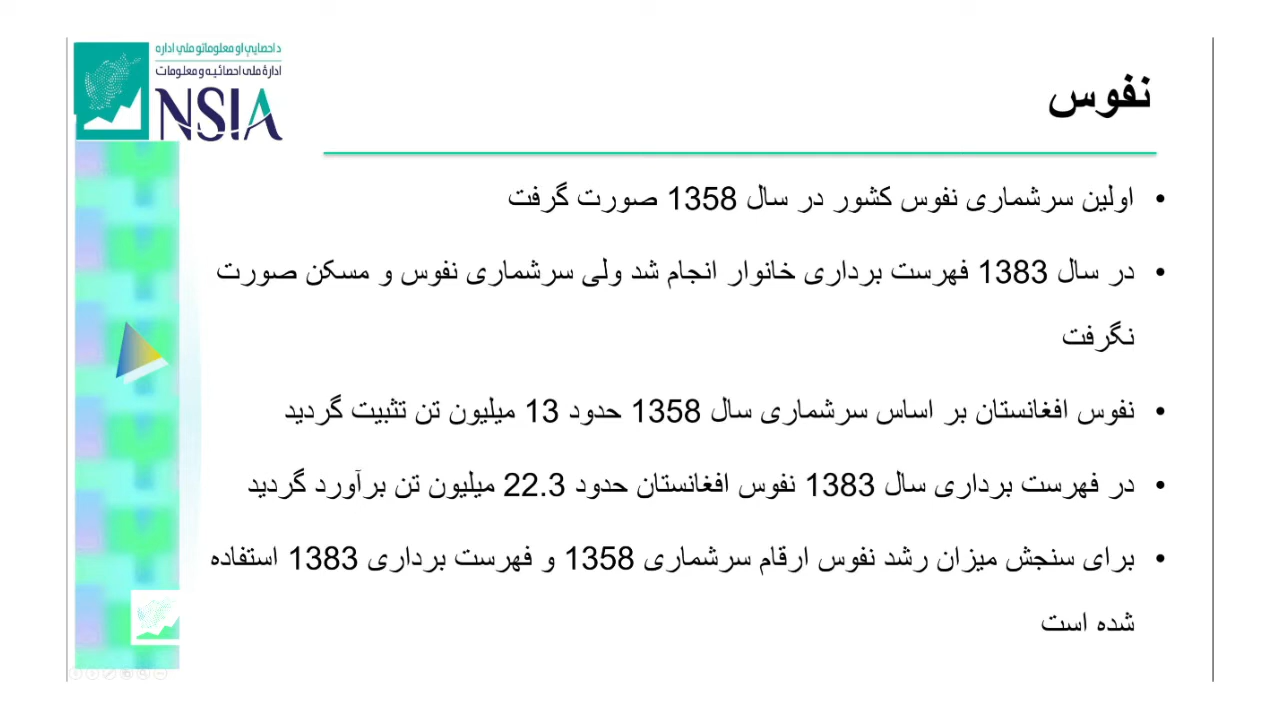 د احصایې او معلوماتو ملي اداره
ادارهٔ ملی احصائیه و معلومات
NSIA
نفوس
• اولین سرشماری نفوس کشور در سال 1358 صورت گرفت
• در سال 1383 فهرست برداری خانوار انجام شد ولی سرشماری نفوس و مسکن صورت
نگرفت
• نفوس افغانستان بر اساس سرشماری سال 1358 حدود 13 میلیون تن تثبیت گردید
• در فهرست برداری سال 1383 نفوس افغانستان حدود 22.3 میلیون تن برآورد گردید
• برای سنجش میزان رشد نفوس ارقام سرشماری 1358 و فهرست برداری 1383 استفاده
شده است